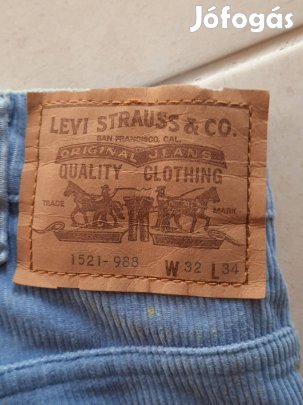 Jófogás
LEVI STRAUSS & CO.
SAN FRANCISCO, CAL.
ORIGINAL JEANS
QUALITY CLOTHING
TRADE MARK
1521-988 W 32 L 34